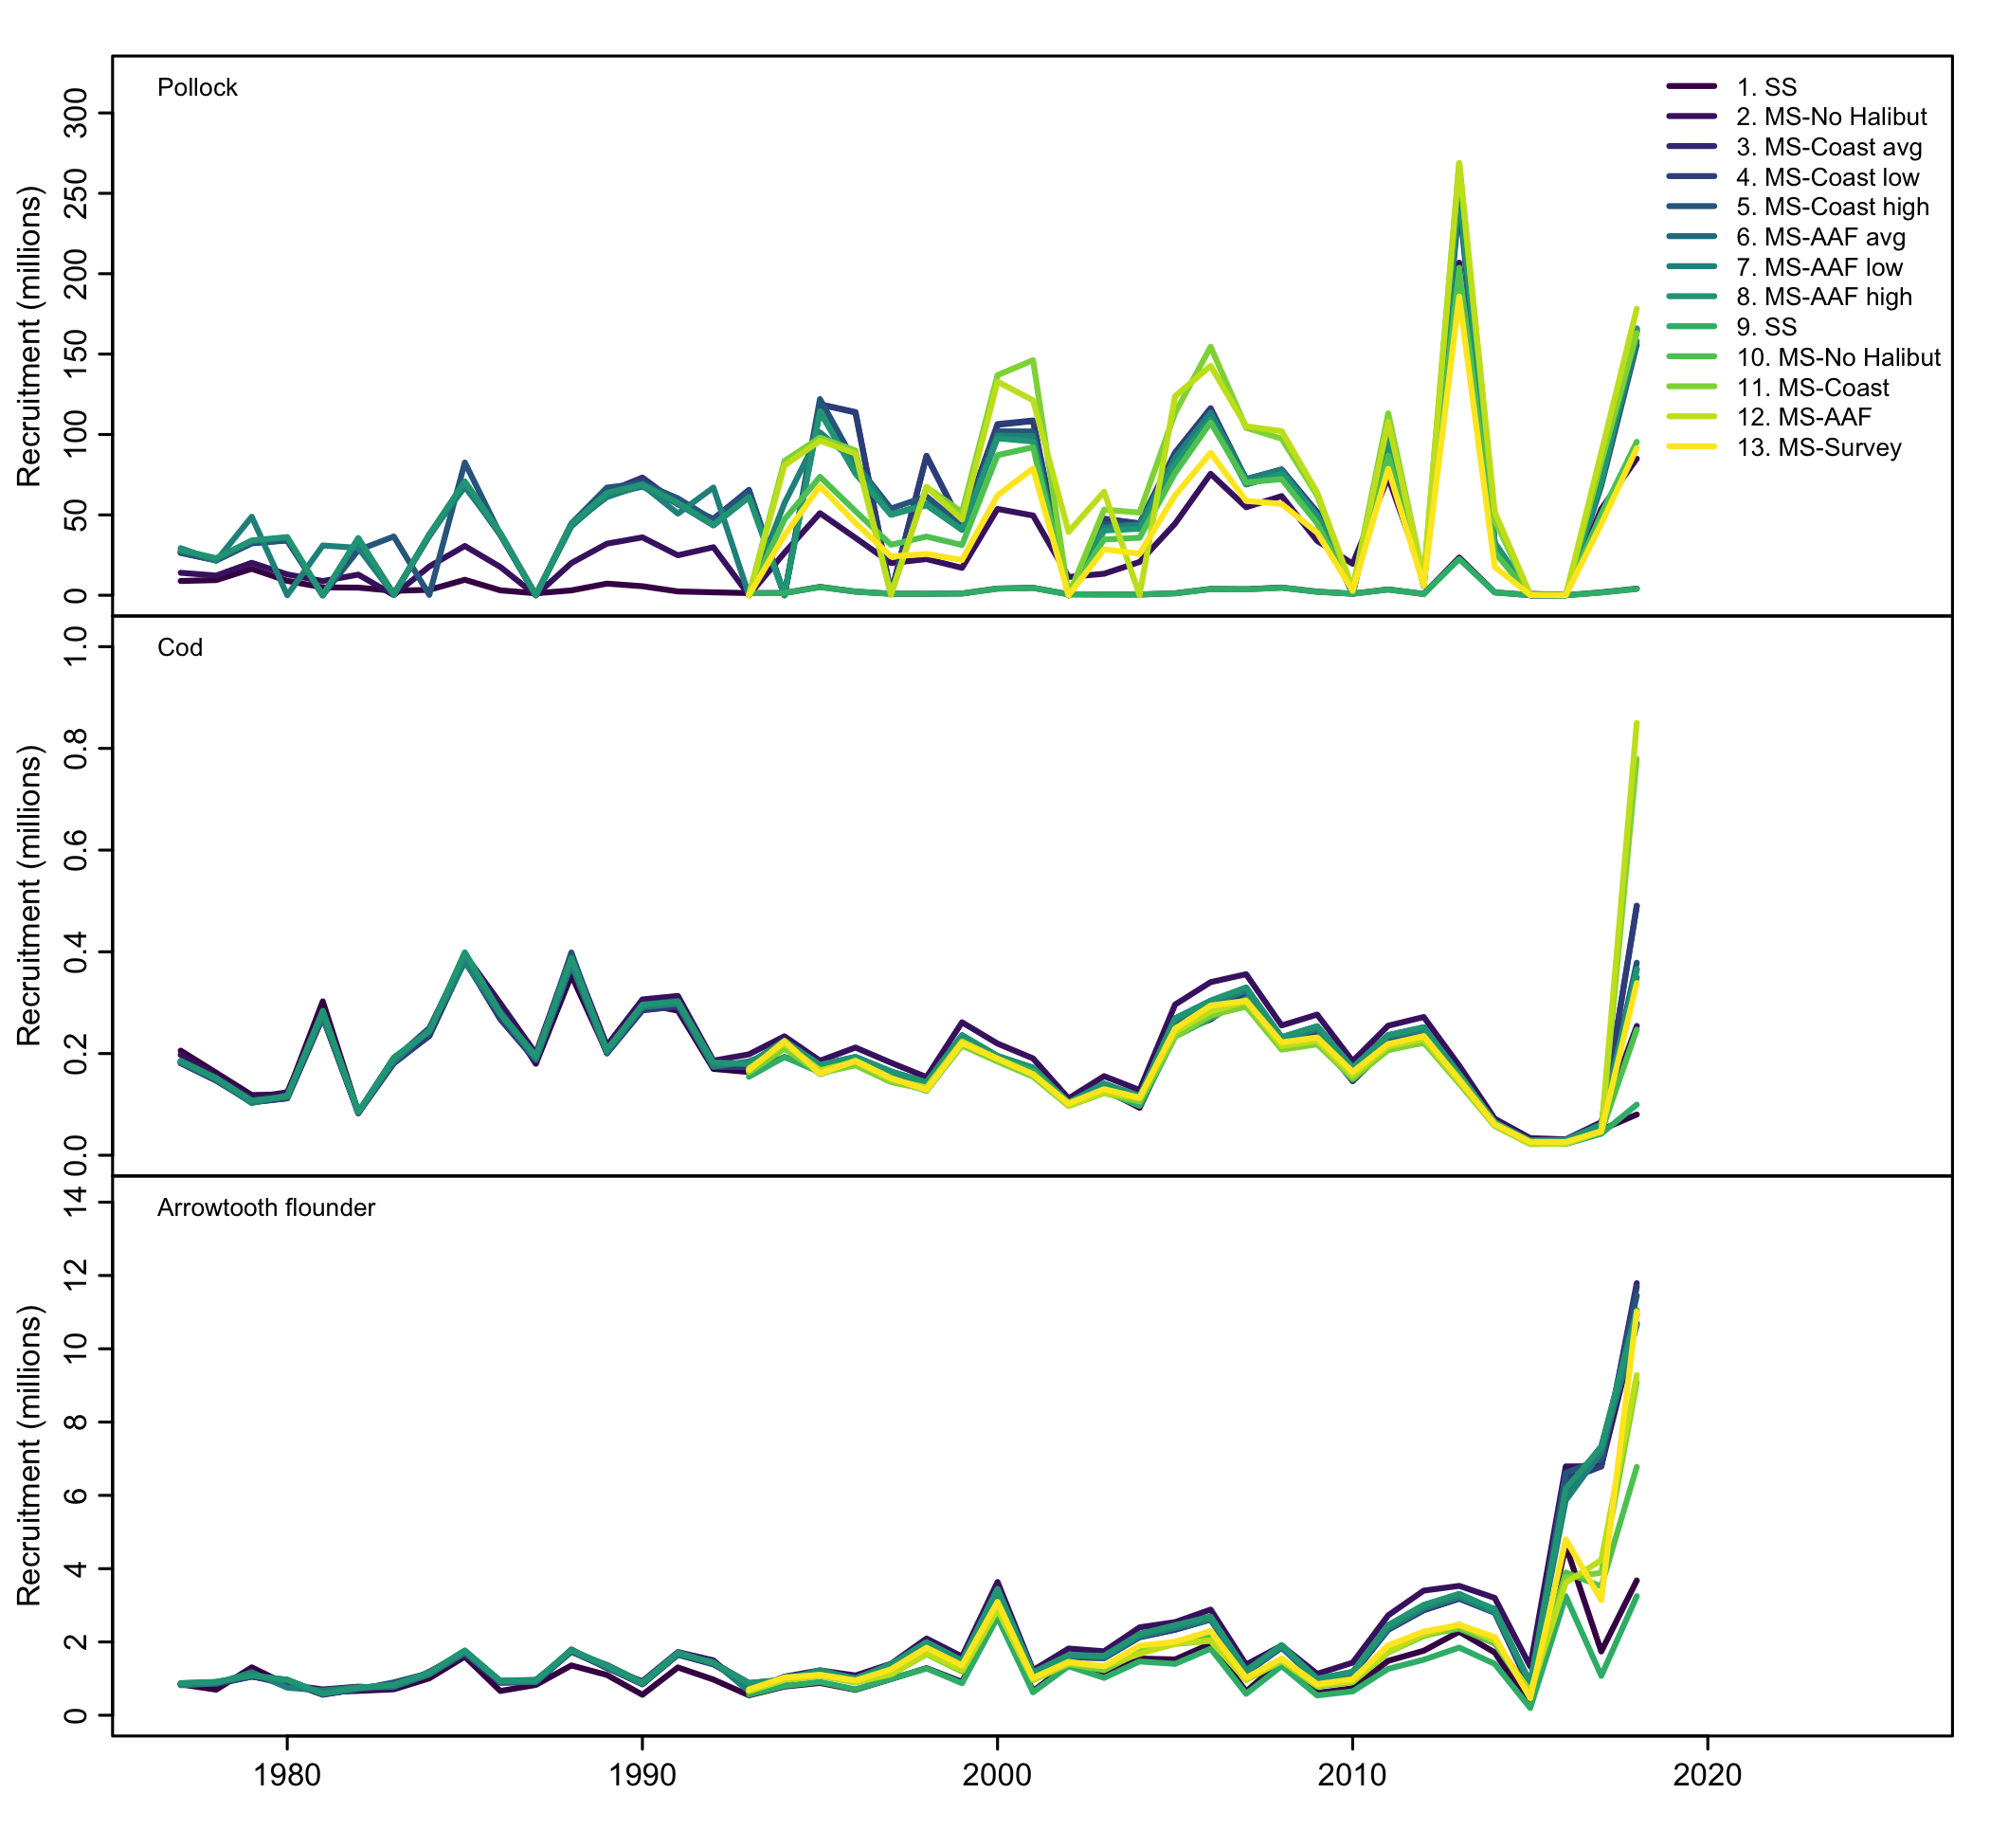 Pollock
Recruitment (millions)
300
250
200
150
100
50
0
1. SS
2. MS-No Halibut
3. MS-Coast avg
4. MS-Coast low
5. MS-Coast high
6. MS-AAF avg
7. MS-AAF low
8. MS-AAF high
9. SS
10. MS-No Halibut
11. MS-Coast
12. MS-AAF
13. MS-Survey
Cod
Recruitment (millions)
1.0
0.8
0.6
0.4
0.2
0.0
Arrowtooth flounder
Recruitment (millions)
14
12
10
8
6
4
2
0
1980 1990 2000 2010 2020